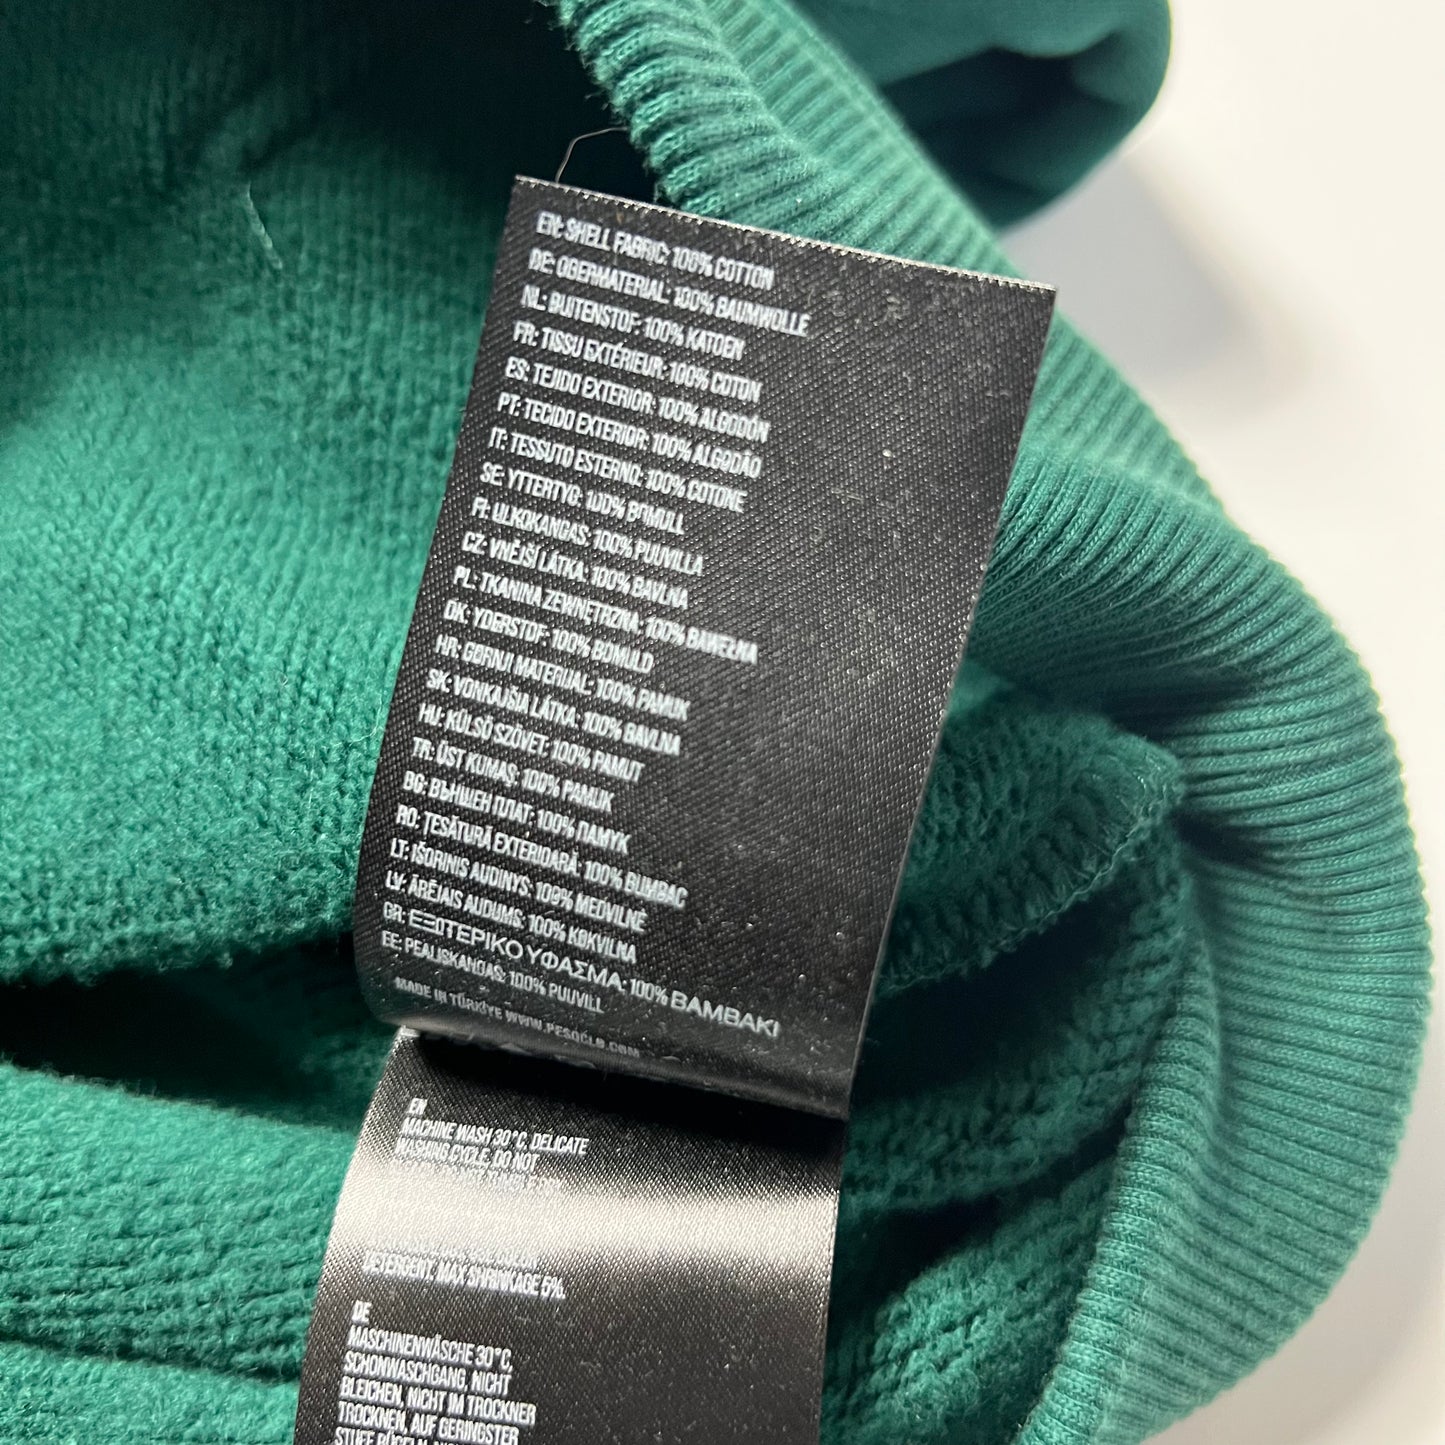 EN: SHELL FABRIC: 100% COTTON
DE: OBERMATERIAL: 100% BAUMWOLLE
NL: BUITENSTOF: 100% KATOEN
FR: TISSU EXTÉRIEUR: 100% COTON
ES: TEJIDO EXTERIOR: 100% ALGODÓN
PT: TECIDO EXTERIOR: 100% ALGODÃO
IT: TESSUTO ESTERNO: 100% COTONE
SE: YTTERTYG: 100% BOMULL
FI: ULKOKANGAS: 100% PUUVILLA
CZ: VNĚJŠÍ LÁTKA: 100% BAVLNA
PL: TKANINA ZEWNĘTRZNA: 100% BAWEŁNA
DK: YDERSTOF: 100% BOMULD
HR: GORNJI MATERIJAL: 100% PAMUK
SK: VONKAJŠIA LÁTKA: 100% BAVLNA
HU: KÜLSŐ SZÖVET: 100% PAMUT
TR: ÜST KUMAŞ: 100% PAMUK
BG: ВЪНШЕН ПЛАТ: 100% ПАМУК
RO: ȚESĂTURĂ EXTERIOARĂ: 100% BUMBAC
LT: IŠORINIS AUDINYS: 100% MEDVILNĖ
LV: ĀRĒJAIS AUDUMS: 100% KOKVILNA
GR: ΕΞΩΤΕΡΙΚΟ ΥΦΑΣΜΑ: 100% ΒΑΜΒΑΚΙ
EE: PEALISKANGAS: 100% PUUVILL
MADE IN TÜRKİYE WWW.PESOCLO.COM
EN
MACHINE WASH 30°C, DELICATE
WASHING CYCLE, DO NOT
DETERGENT. MAX SHRINKAGE 5%.
DE
MASCHINENWÄSCHE 30°C,
SCHONWASCHGANG, NICHT
BLEICHEN, NICHT IM TROCKNER
TROCKNEN, AUF GERINGSTER
STUFE BÜGELN,